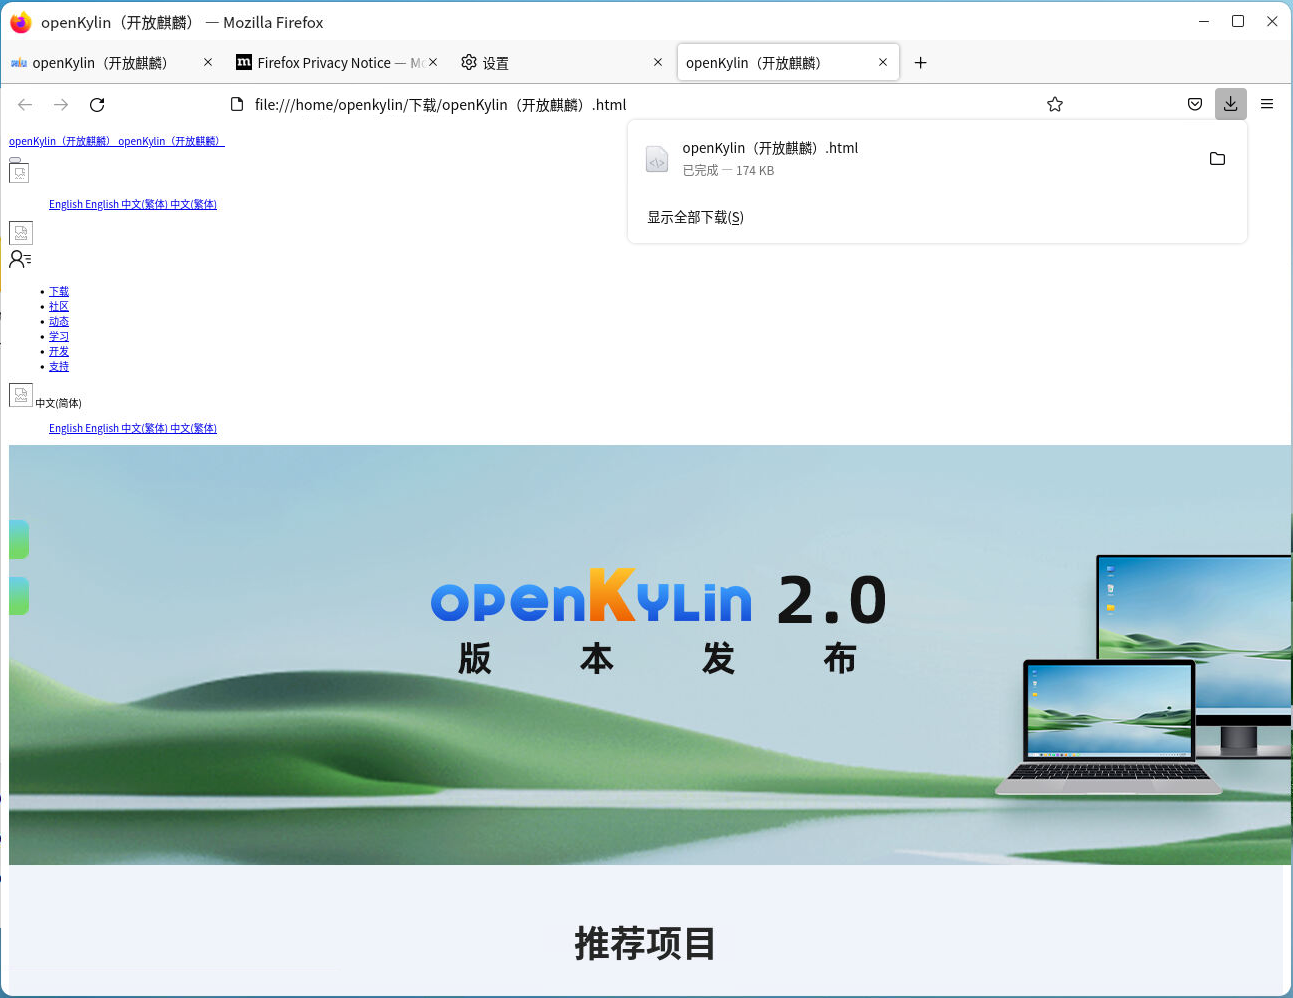 openKylin（开放麒麟） — Mozilla Firefox
openKylin（开放麒麟）
Firefox Privacy Notice — Mo
设置
openKylin（开放麒麟）
file:///home/openkylin/下载/openKylin（开放麒麟）.html
openKylin（开放麒麟） openKylin（开放麒麟）
openKylin（开放麒麟）.html
已完成 — 174 KB
显示全部下载(S)
English English 中文(繁体) 中文(繁体)
下载
社区
动态
学习
开发
支持
中文(简体)
English English 中文(繁体) 中文(繁体)
openKylin 2.0
版本发布
推荐项目